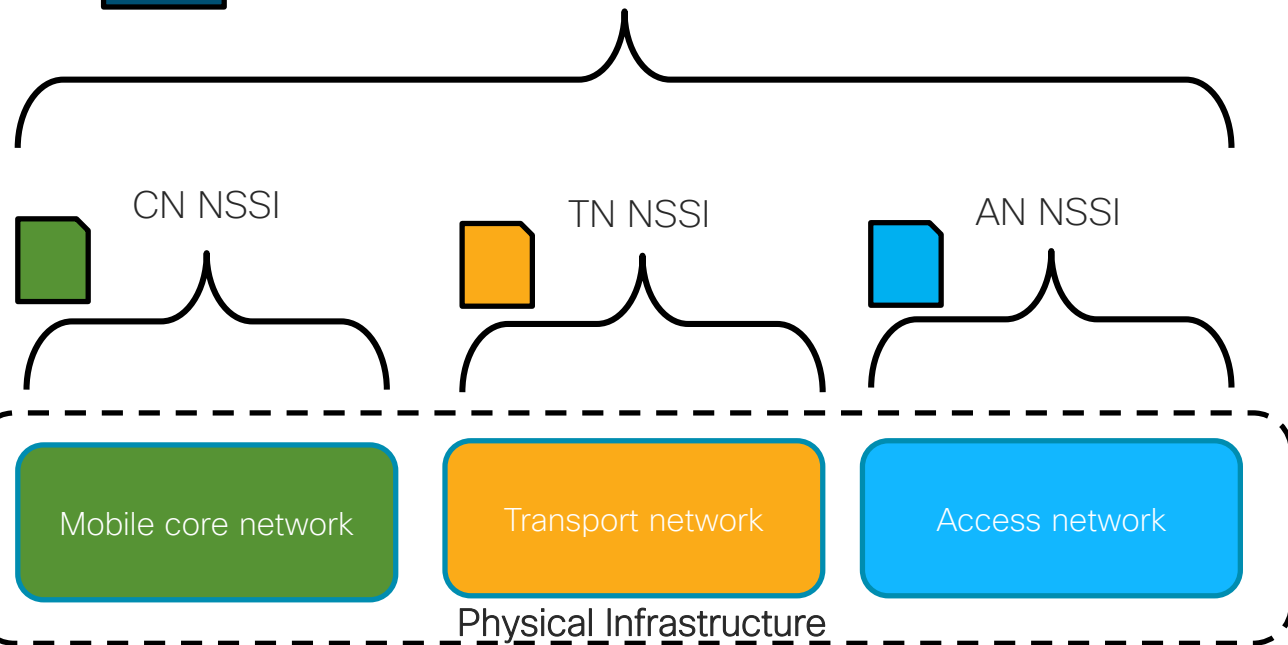 CN NSSI
TN NSSI
AN NSSI
Mobile core network
Transport network
Access network
Physical Infrastructure